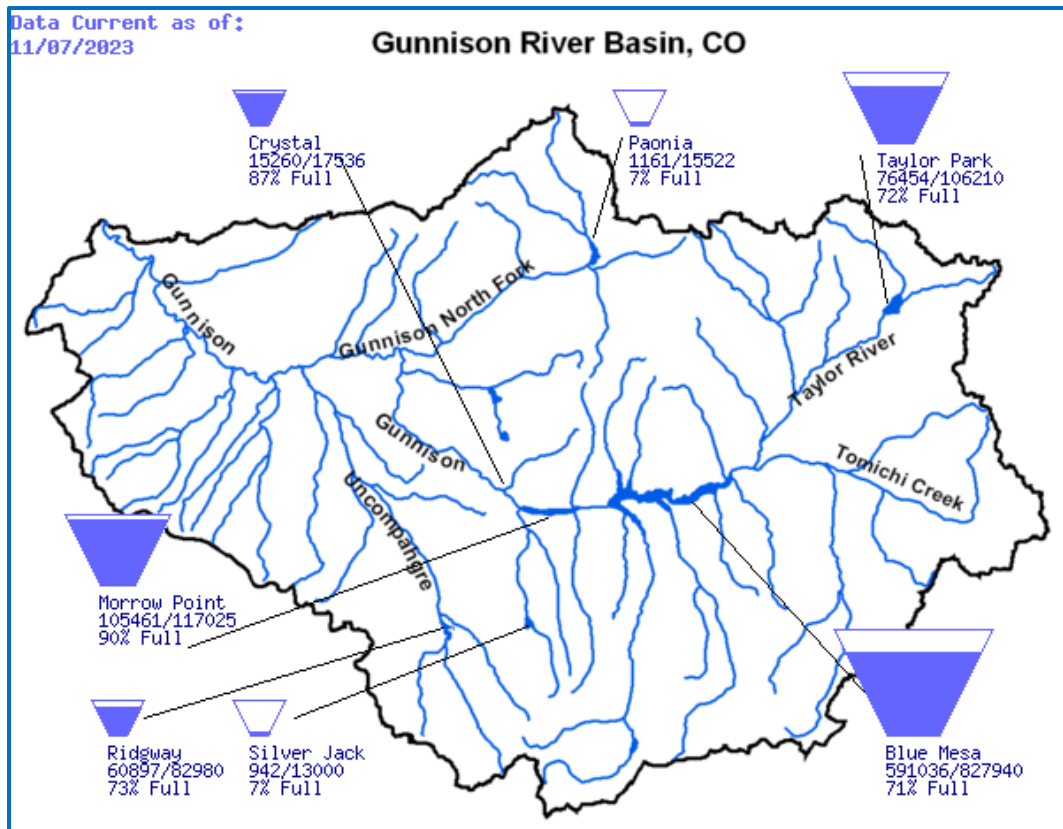 Data Current as of:
11/07/2023
Gunnison River Basin, CO
Crystal
15260/17536
87% Full
Paonia
1161/15522
7% Full
Taylor Park
76454/106210
72% Full
Gunnison
Gunnison North Fork
Taylor River
Gunnison
Tomichi Creek
Uncompahgre
Morrow Point
105461/117025
90% Full
Ridgway
60897/82980
73% Full
Silver Jack
942/13000
7% Full
Blue Mesa
591036/827940
71% Full